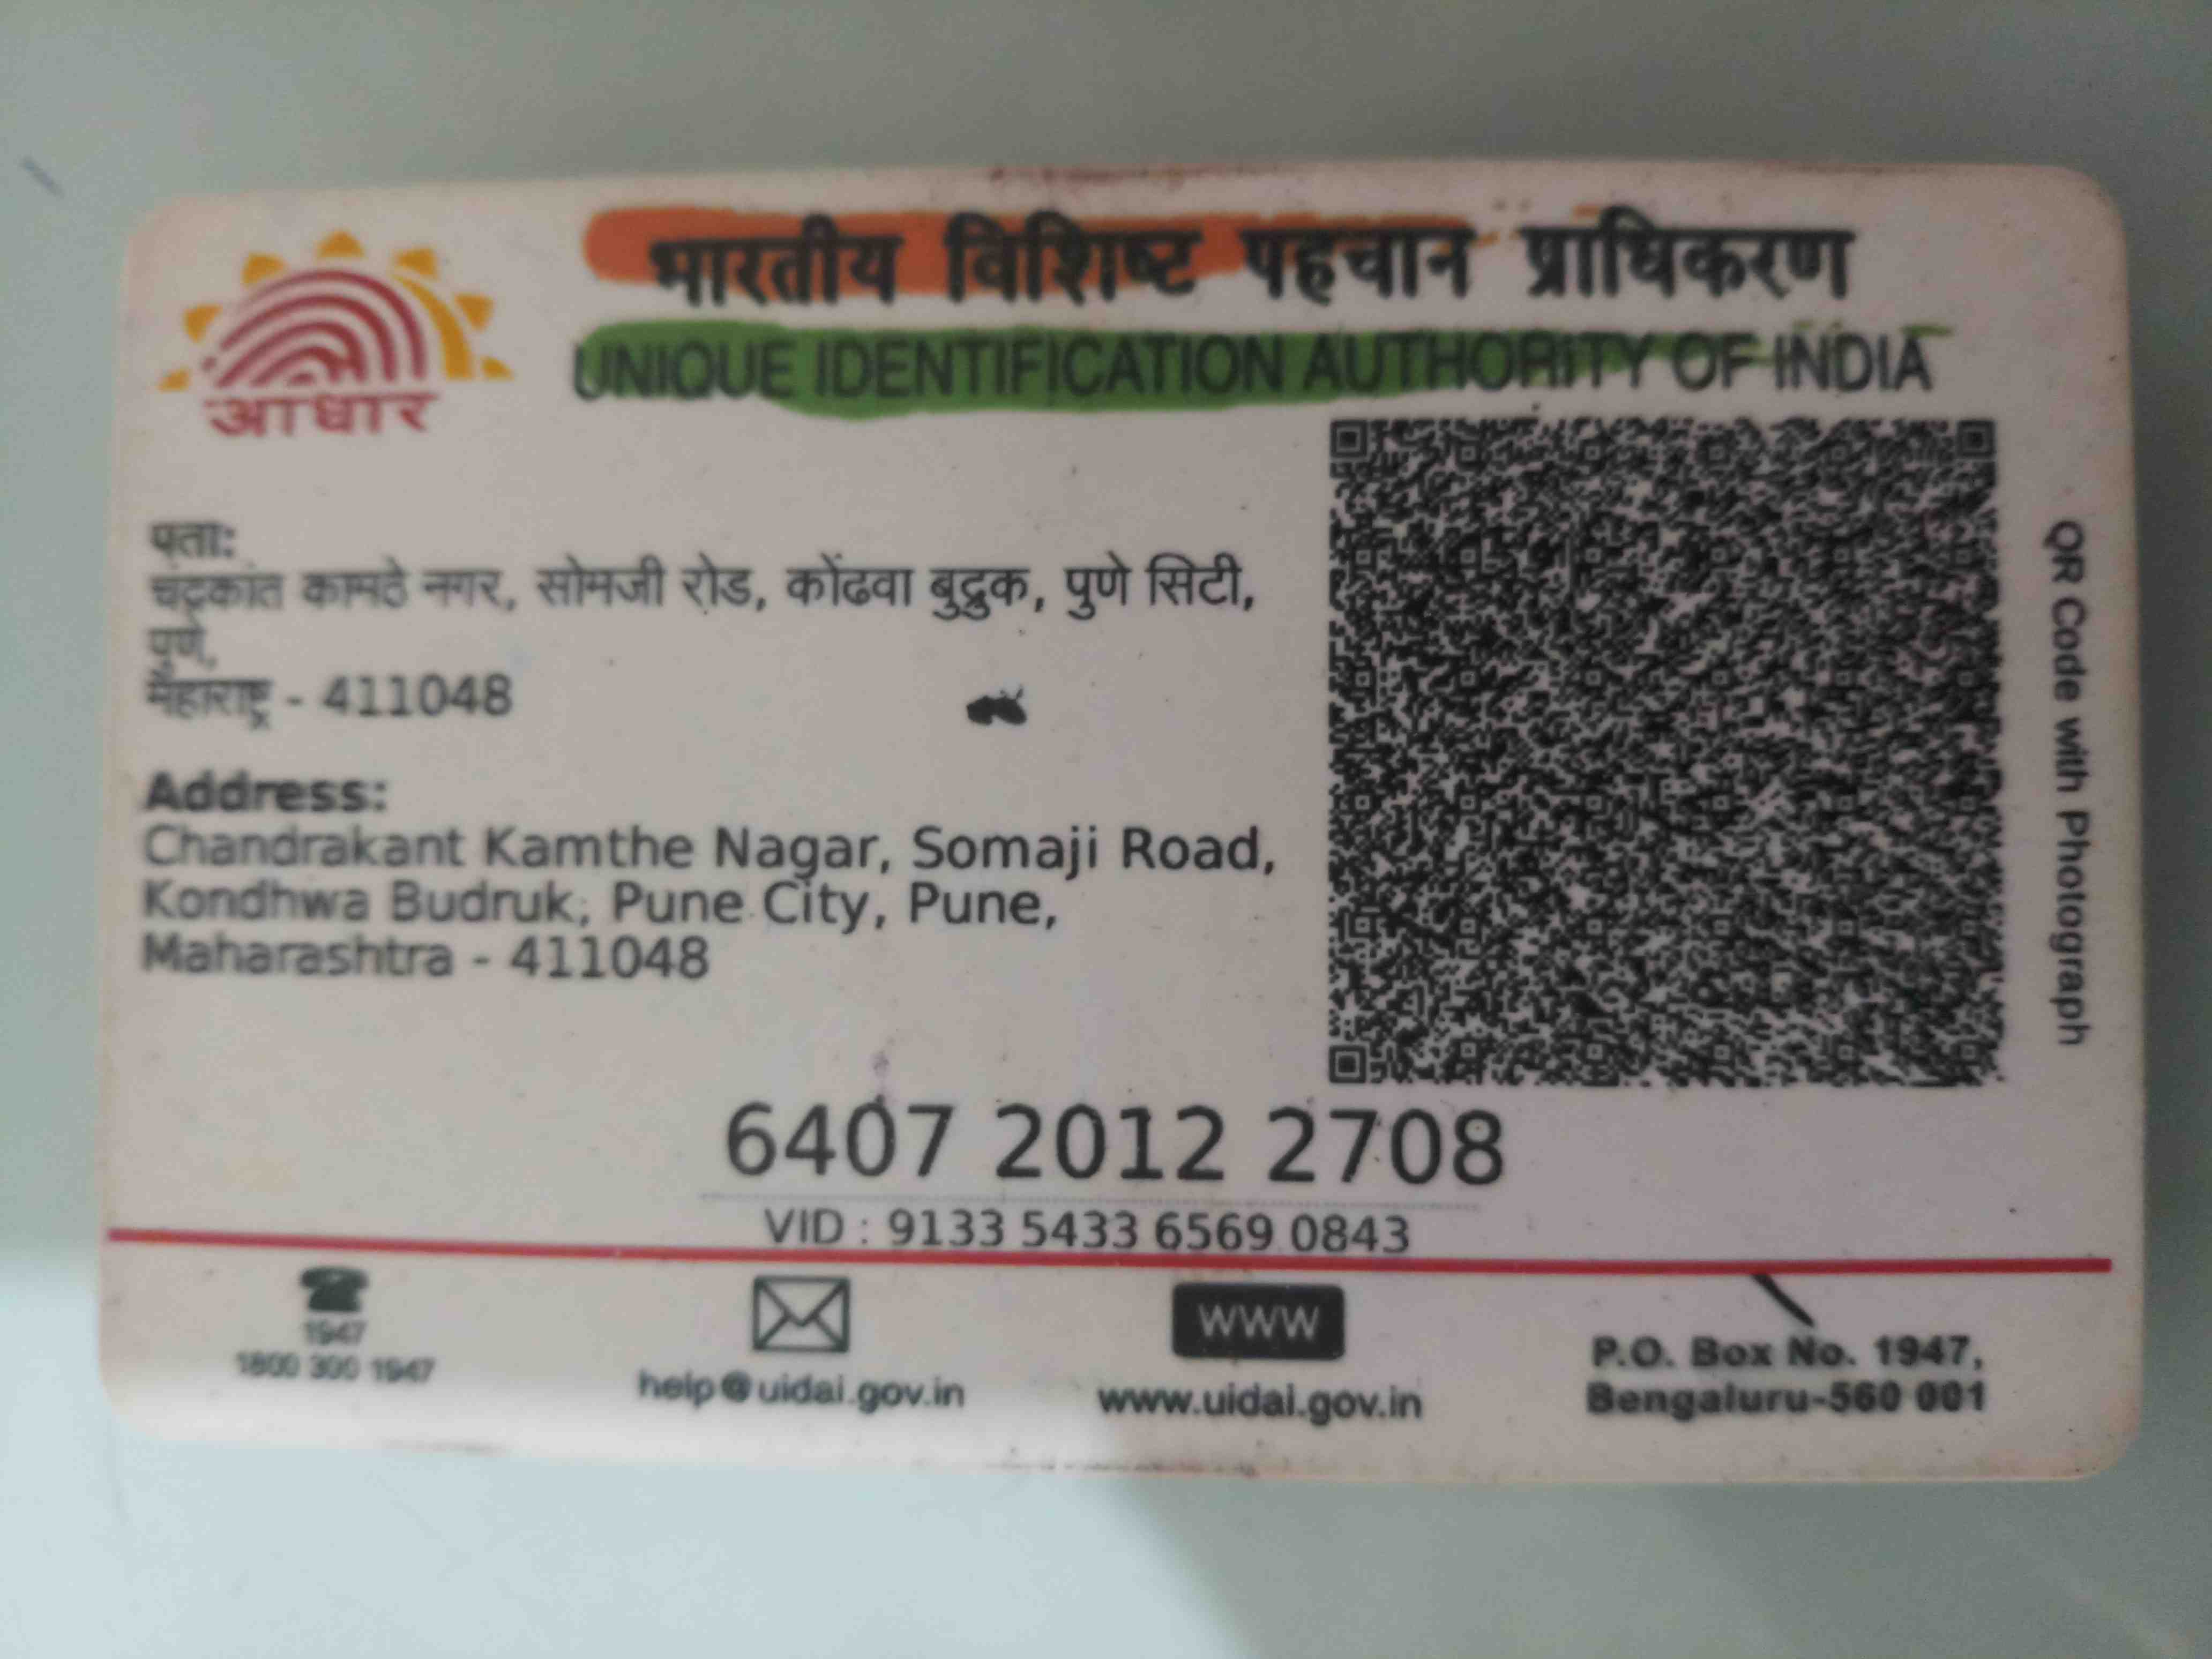 भारतीय विशिष्ट पहचान प्राधिकरण
UNIQUE IDENTIFICATION AUTHORITY OF INDIA
आधार
पता:
चंद्रकांत कामठे नगर, सोमजी रोड, कोंढवा बुद्रुक, पुणे सिटी,
पुणे,
महाराष्ट्र - 411048
Address:
Chandrakant Kamthe Nagar, Somaji Road,
Kondhwa Budruk, Pune City, Pune,
Maharashtra - 411048
QR Code with Photograph
6407 2012 2708
VID : 9133 5433 6569 0843
1947
1800 300 1947
help@uidai.gov.in
www
www.uidai.gov.in
P.O. Box No. 1947,
Bengaluru-560 001